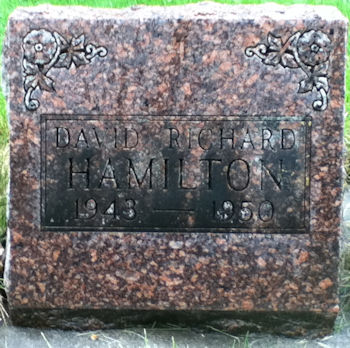 DAVID RICHARD
HAMILTON
1943 — 1950